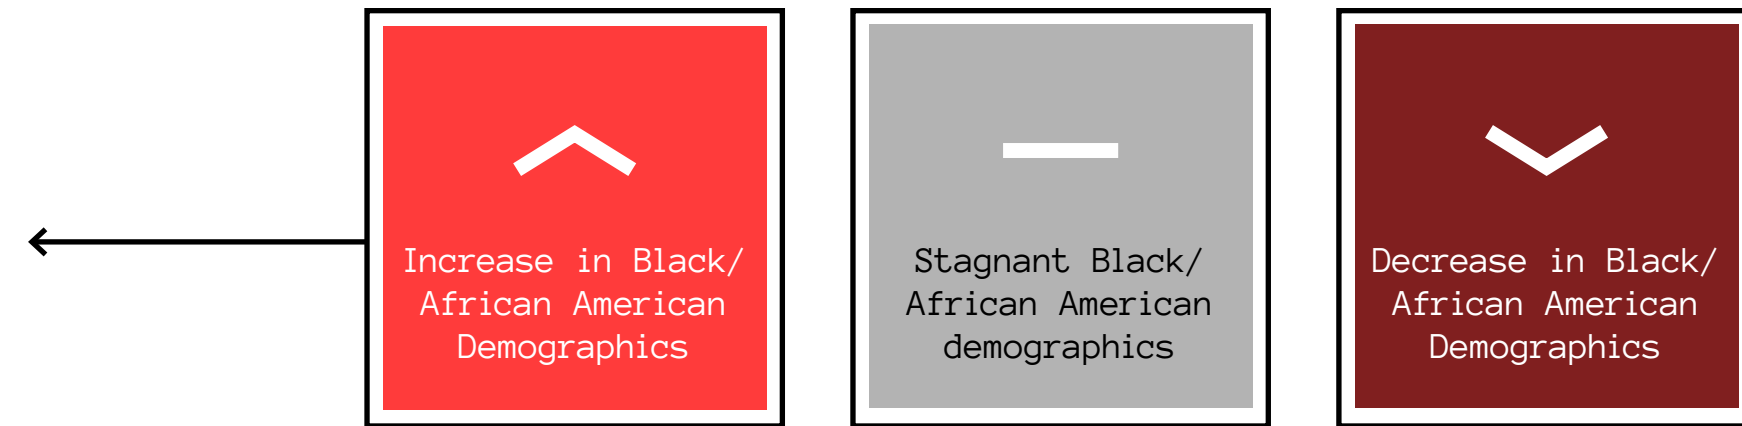 Increase in Black/
African American
Demographics
Stagnant Black/
African American
demographics
Decrease in Black/
African American
Demographics